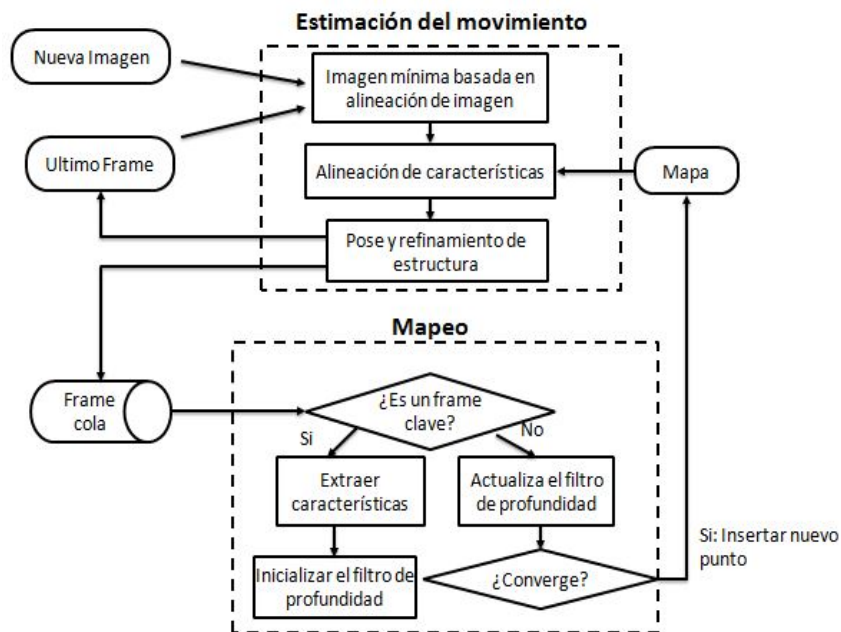 Estimación del movimiento
Nueva Imagen
Imagen mínima basada en
alineación de imagen
Ultimo Frame
Alineación de características
Mapa
Pose y refinamiento de
estructura
Mapeo
Frame
cola
¿Es un frame
clave?
Si
No
Extraer
características
Actualiza el filtro
de profundidad
Si: Insertar nuevo
punto
Inicializar el filtro de
profundidad
¿Converge?